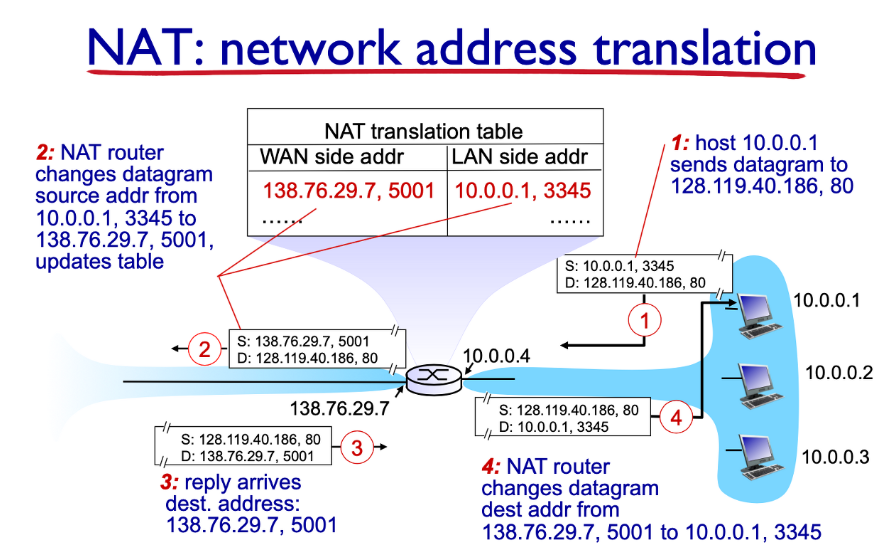 NAT: network address translation
NAT translation table
WAN side addr LAN side addr
138.76.29.7, 5001 10.0.0.1, 3345
...... ......
2: NAT router
changes datagram
source addr from
10.0.0.1, 3345 to
138.76.29.7, 5001,
updates table
1: host 10.0.0.1
sends datagram to
128.119.40.186, 80
S: 10.0.0.1, 3345
D: 128.119.40.186, 80
1
10.0.0.1
S: 138.76.29.7, 5001
D: 128.119.40.186, 80
2
10.0.0.4
10.0.0.2
138.76.29.7
S: 128.119.40.186, 80
D: 10.0.0.1, 3345
4
S: 128.119.40.186, 80
D: 138.76.29.7, 5001
3
10.0.0.3
3: reply arrives
dest. address:
138.76.29.7, 5001
4: NAT router
changes datagram
dest addr from
138.76.29.7, 5001 to 10.0.0.1, 3345